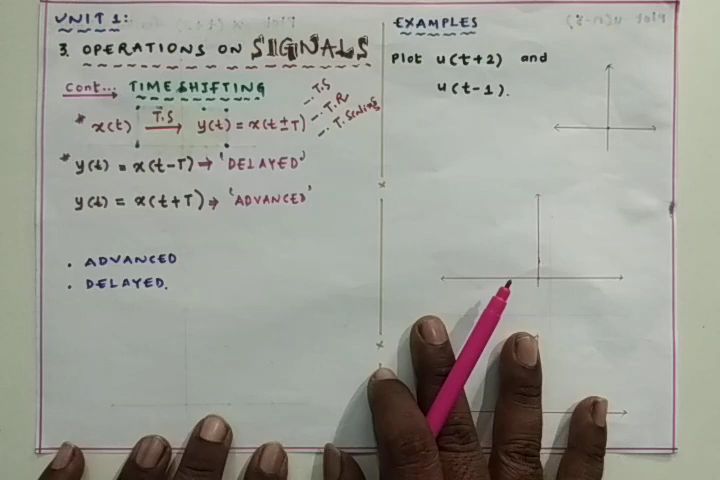 UNIT 1:
3. OPERATIONS ON SIGNALS
Cont... TIME SHIFTING
- T.S
- T.R
- T. Scaling
* x(t) T.S → y(t) = x(t±T)
* y(t) = x(t-T) ⇒ 'DELAYED'
y(t) = x(t+T) ⇒ 'ADVANCED'
. ADVANCED
. DELAYED.
EXAMPLES
Plot u(t+2) and
u(t-1).